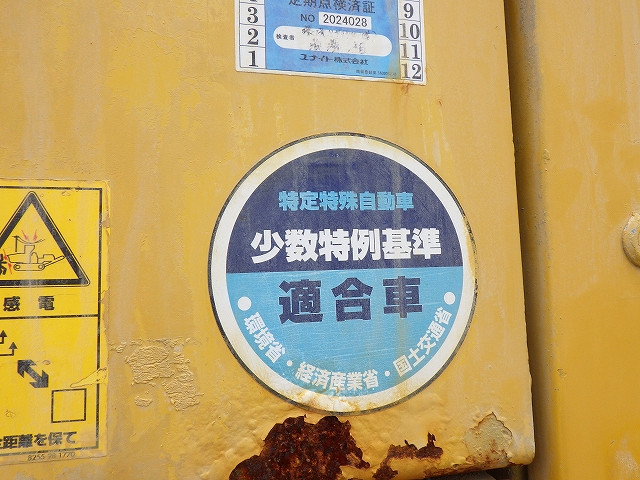 定期点検済証
NO 2024028
検査者
ユナイト株式会社
3
2
1
9
10
11
12
特定特殊自動車
少数特例基準
適合車
●環境省・経済産業省・国土交通省●
感電
距離を保て